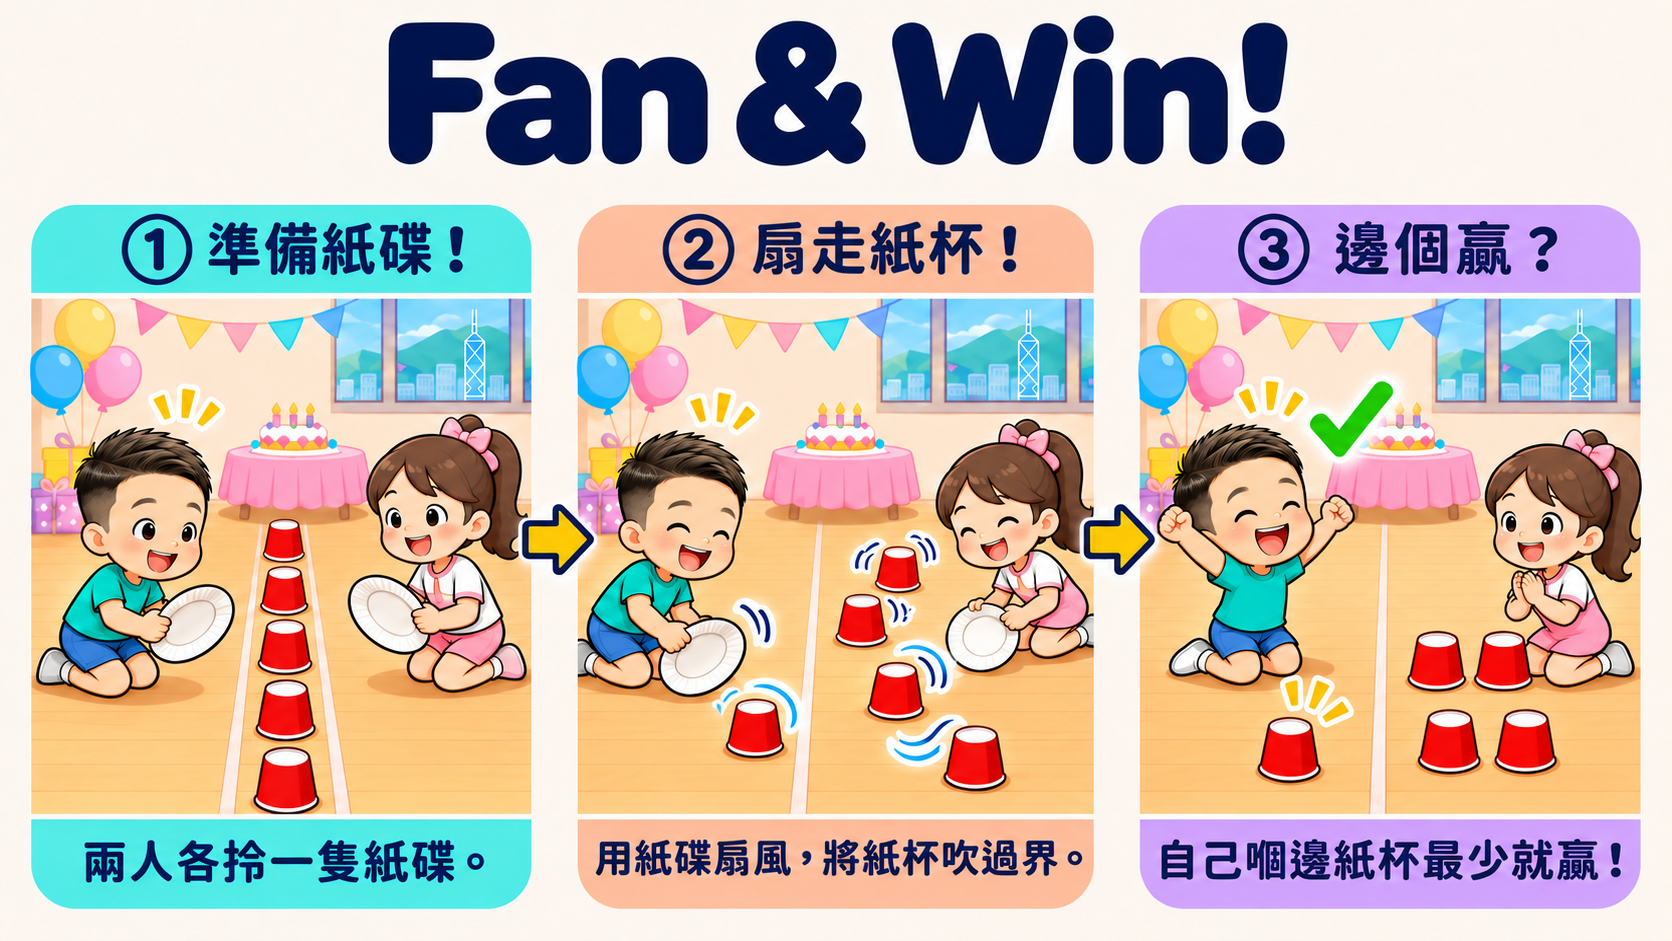 Fan & Win!
① 準備紙碟！
兩人各拎一隻紙碟。
② 扇走紙杯！
用紙碟扇風，將紙杯吹過界。
③ 邊個贏？
自己嗰邊紙杯最少就贏！